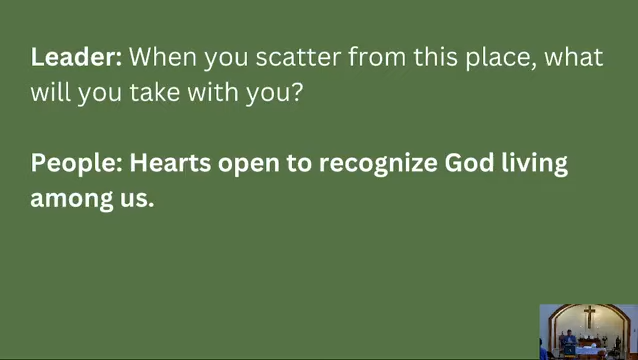 Leader: When you scatter from this place, what
will you take with you?
People: Hearts open to recognize God living
among us.